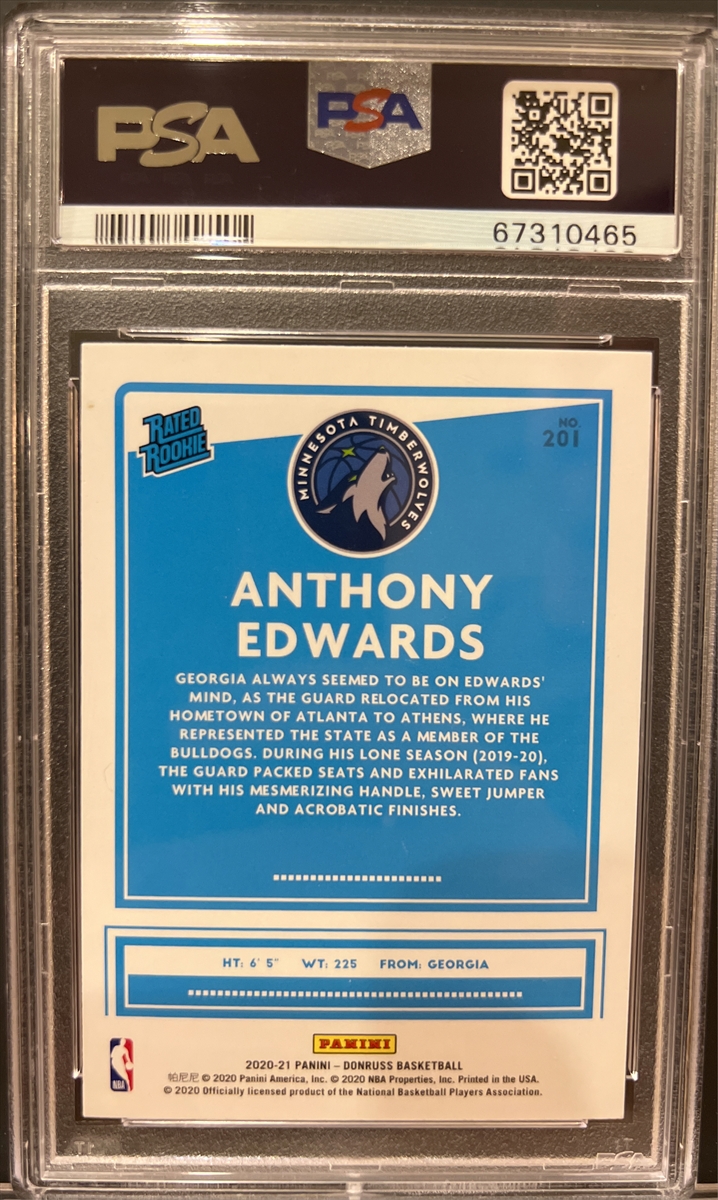 PSA
PSA
67310465
RATED
ROOKIE
MINNESOTA TIMBERWOLVES
NO.
201
ANTHONY
EDWARDS
GEORGIA ALWAYS SEEMED TO BE ON EDWARDS'
MIND, AS THE GUARD RELOCATED FROM HIS
HOMETOWN OF ATLANTA TO ATHENS, WHERE HE
REPRESENTED THE STATE AS A MEMBER OF THE
BULLDOGS. DURING HIS LONE SEASON (2019-20),
THE GUARD PACKED SEATS AND EXHILARATED FANS
WITH HIS MESMERIZING HANDLE, SWEET JUMPER
AND ACROBATIC FINISHES.
HT: 6' 5" WT: 225 FROM: GEORGIA
PANINI
NBA
2020-21 PANINI – DONRUSS BASKETBALL
帕尼尼 © 2020 Panini America, Inc. © 2020 NBA Properties, Inc. Printed in the USA.
© 2020 Officially licensed product of the National Basketball Players Association.
PSA